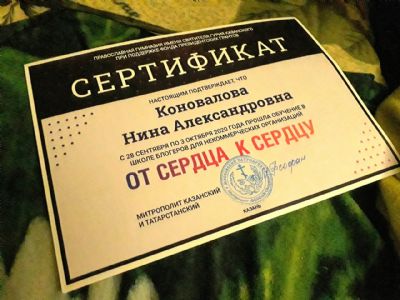 ПРАВОСЛАВНАЯ ГИМНАЗИЯ ИМЕНИ СВЯТИТЕЛЯ ГУРИЯ КАЗАНСКОГО
ПРИ ПОДДЕРЖКЕ ФОНДА ПРЕЗИДЕНТСКИХ ГРАНТОВ
СЕРТИФИКАТ
НАСТОЯЩИМ ПОДТВЕРЖДАЕТ, ЧТО
Коновалова
Нина Александровна
С 28 СЕНТЯБРЯ ПО 3 ОКТЯБРЯ 2020 ГОДА ПРОШЛА ОБУЧЕНИЕ В
ШКОЛЕ БЛОГЕРОВ ДЛЯ НЕКОММЕРЧЕСКИХ ОРГАНИЗАЦИЙ
ОТ СЕРДЦА К СЕРДЦУ
МИТРОПОЛИТ КАЗАНСКИЙ
И ТАТАРСТАНСКИЙ
КАЗАНЬ